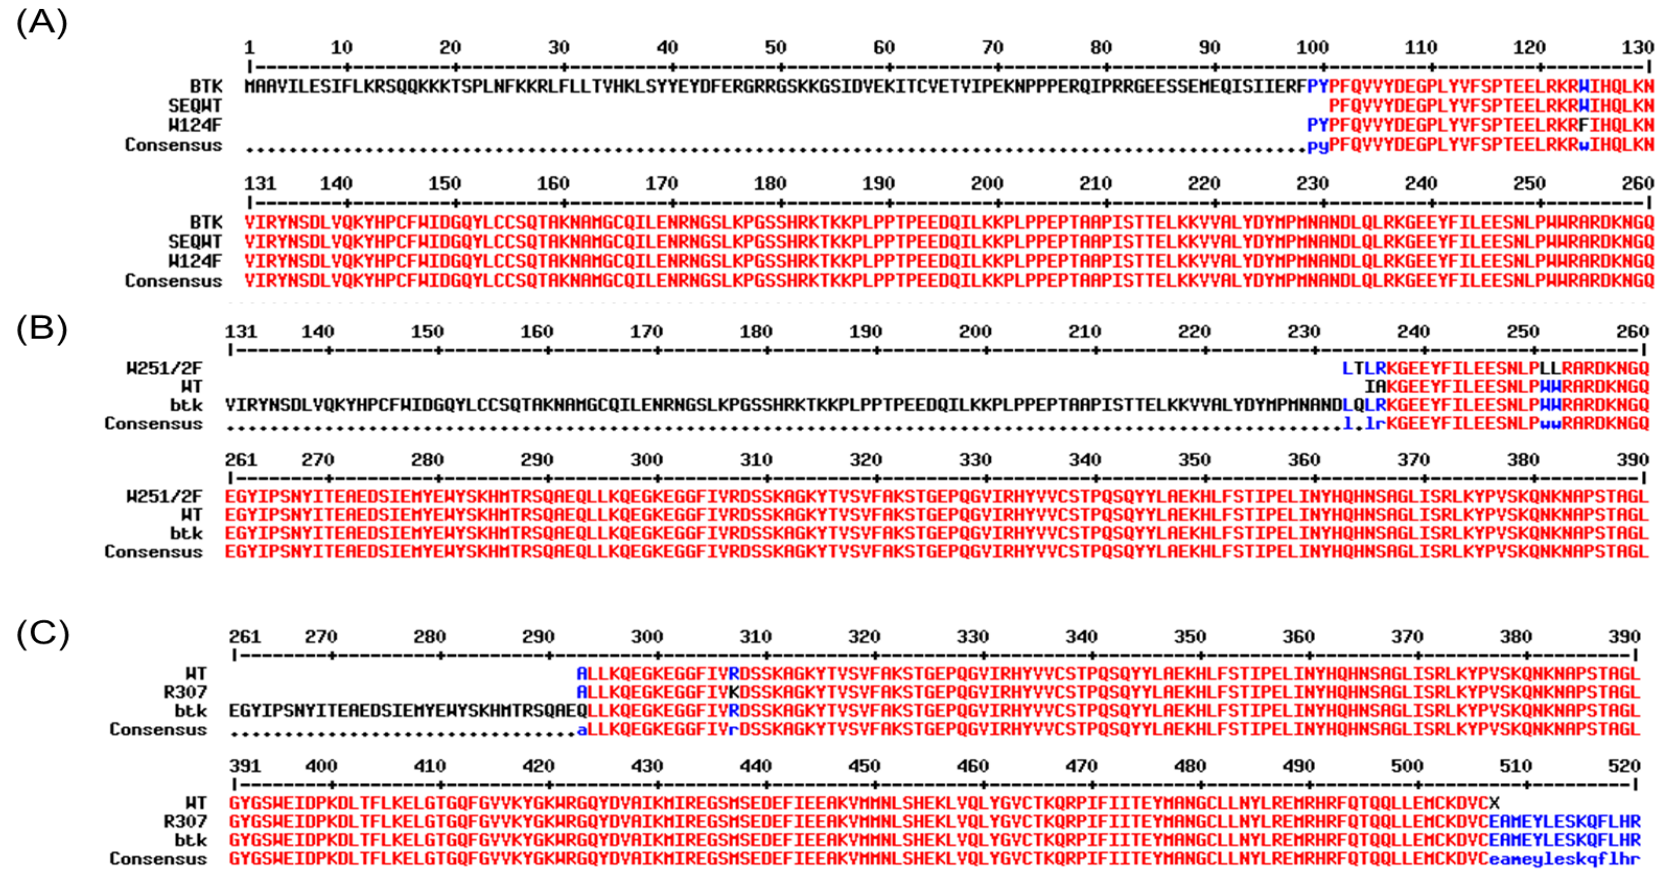 (A)
1 10 20 30 40 50 60 70 80 90 100 110 120 130
BTK MAAVILESIFLKRSQQKKKTSPLNFKKRLFLLTVHKLSYYEYDFERGRRGSKKGSIDVEKITCVETVIPEKNPPPERQIPRRGEESSEMEQISIIERFPYPFQVVYDEGPLYVFSPTEELRKRWIHQLKN
SEQWT PFQVVYDEGPLYVFSPTEELRKRWIHQLKN
W124F PYPFQVVYDEGPLYVFSPTEELRKRFIHQLKN
Consensus ..................................................................................................pyPFQVVYDEGPLYVFSPTEELRKRwIHQLKN
131 140 150 160 170 180 190 200 210 220 230 240 250 260
BTK VIRYNSDLVQKYHPCFWIDGQYLCCSQTAKNAMGCQILENRNGSLKPGSSHRKTKKPLPPTPEEDQILKKPLPPEPTAAPISTTELKKVVALYDYMPMNANDLQLRKGEEYFILEESNLPWWRARDKNGQ
SEQWT VIRYNSDLVQKYHPCFWIDGQYLCCSQTAKNAMGCQILENRNGSLKPGSSHRKTKKPLPPTPEEDQILKKPLPPEPTAAPISTTELKKVVALYDYMPMNANDLQLRKGEEYFILEESNLPWWRARDKNGQ
W124F VIRYNSDLVQKYHPCFWIDGQYLCCSQTAKNAMGCQILENRNGSLKPGSSHRKTKKPLPPTPEEDQILKKPLPPEPTAAPISTTELKKVVALYDYMPMNANDLQLRKGEEYFILEESNLPWWRARDKNGQ
Consensus VIRYNSDLVQKYHPCFWIDGQYLCCSQTAKNAMGCQILENRNGSLKPGSSHRKTKKPLPPTPEEDQILKKPLPPEPTAAPISTTELKKVVALYDYMPMNANDLQLRKGEEYFILEESNLPWWRARDKNGQ
(B)
131 140 150 160 170 180 190 200 210 220 230 240 250 260
W251/2F LTLRKGEEYFILEESNLPLLRARDKNGQ
WT IAKGEEYFILEESNLPWWRARDKNGQ
btk VIRYNSDLVQKYHPCFWIDGQYLCCSQTAKNAMGCQILENRNGSLKPGSSHRKTKKPLPPTPEEDQILKKPLPPEPTAAPISTTELKKVVALYDYMPMNANDLQLRKGEEYFILEESNLPWWRARDKNGQ
Consensus ......................................................................................................l.lrKGEEYFILEESNLPwwRARDKNGQ
261 270 280 290 300 310 320 330 340 350 360 370 380 390
W251/2F EGYIPSNYITEAEDSIEMYEWYSKHMTRSQAEQLLKQEGKEGGFIVRDSSKAGKYTVSVFAKSTGEPQGVIRHYVVCSTPQSQYYLAEKHLFSTIPELINYHQHNSAGLISRLKYPVSKQNKNAPSTAGL
WT EGYIPSNYITEAEDSIEMYEWYSKHMTRSQAEQLLKQEGKEGGFIVRDSSKAGKYTVSVFAKSTGEPQGVIRHYVVCSTPQSQYYLAEKHLFSTIPELINYHQHNSAGLISRLKYPVSKQNKNAPSTAGL
btk EGYIPSNYITEAEDSIEMYEWYSKHMTRSQAEQLLKQEGKEGGFIVRDSSKAGKYTVSVFAKSTGEPQGVIRHYVVCSTPQSQYYLAEKHLFSTIPELINYHQHNSAGLISRLKYPVSKQNKNAPSTAGL
Consensus EGYIPSNYITEAEDSIEMYEWYSKHMTRSQAEQLLKQEGKEGGFIVRDSSKAGKYTVSVFAKSTGEPQGVIRHYVVCSTPQSQYYLAEKHLFSTIPELINYHQHNSAGLISRLKYPVSKQNKNAPSTAGL
(C)
261 270 280 290 300 310 320 330 340 350 360 370 380 390
WT ALLKQEGKEGGFIVRDSSKAGKYTVSVFAKSTGEPQGVIRHYVVCSTPQSQYYLAEKHLFSTIPELINYHQHNSAGLISRLKYPVSKQNKNAPSTAGL
R307 ALLKQEGKEGGFIVKDSSKAGKYTVSVFAKSTGEPQGVIRHYVVCSTPQSQYYLAEKHLFSTIPELINYHQHNSAGLISRLKYPVSKQNKNAPSTAGL
btk EGYIPSNYITEAEDSIEMYEWYSKHMTRSQAEQLLKQEGKEGGFIVRDSSKAGKYTVSVFAKSTGEPQGVIRHYVVCSTPQSQYYLAEKHLFSTIPELINYHQHNSAGLISRLKYPVSKQNKNAPSTAGL
Consensus ................................aLLKQEGKEGGFIVrDSSKAGKYTVSVFAKSTGEPQGVIRHYVVCSTPQSQYYLAEKHLFSTIPELINYHQHNSAGLISRLKYPVSKQNKNAPSTAGL
391 400 410 420 430 440 450 460 470 480 490 500 510 520
WT GYGSWEIDPKDLTFLKELGTGQFGVVKYGKWRGQYDVAIKMIREGSMSEDEFIEEAKVMMNLSHEKLVQLYGVCTKQRPIFIITEYMANGCLLNYLREMRHRFQTQQLLEMCKDVCX
R307 GYGSWEIDPKDLTFLKELGTGQFGVVKYGKWRGQYDVAIKMIREGSMSEDEFIEEAKVMMNLSHEKLVQLYGVCTKQRPIFIITEYMANGCLLNYLREMRHRFQTQQLLEMCKDVCEAMEYLESKQFLHR
btk GYGSWEIDPKDLTFLKELGTGQFGVVKYGKWRGQYDVAIKMIREGSMSEDEFIEEAKVMMNLSHEKLVQLYGVCTKQRPIFIITEYMANGCLLNYLREMRHRFQTQQLLEMCKDVCEAMEYLESKQFLHR
Consensus GYGSWEIDPKDLTFLKELGTGQFGVVKYGKWRGQYDVAIKMIREGSMSEDEFIEEAKVMMNLSHEKLVQLYGVCTKQRPIFIITEYMANGCLLNYLREMRHRFQTQQLLEMCKDVCeameyleskqflhr